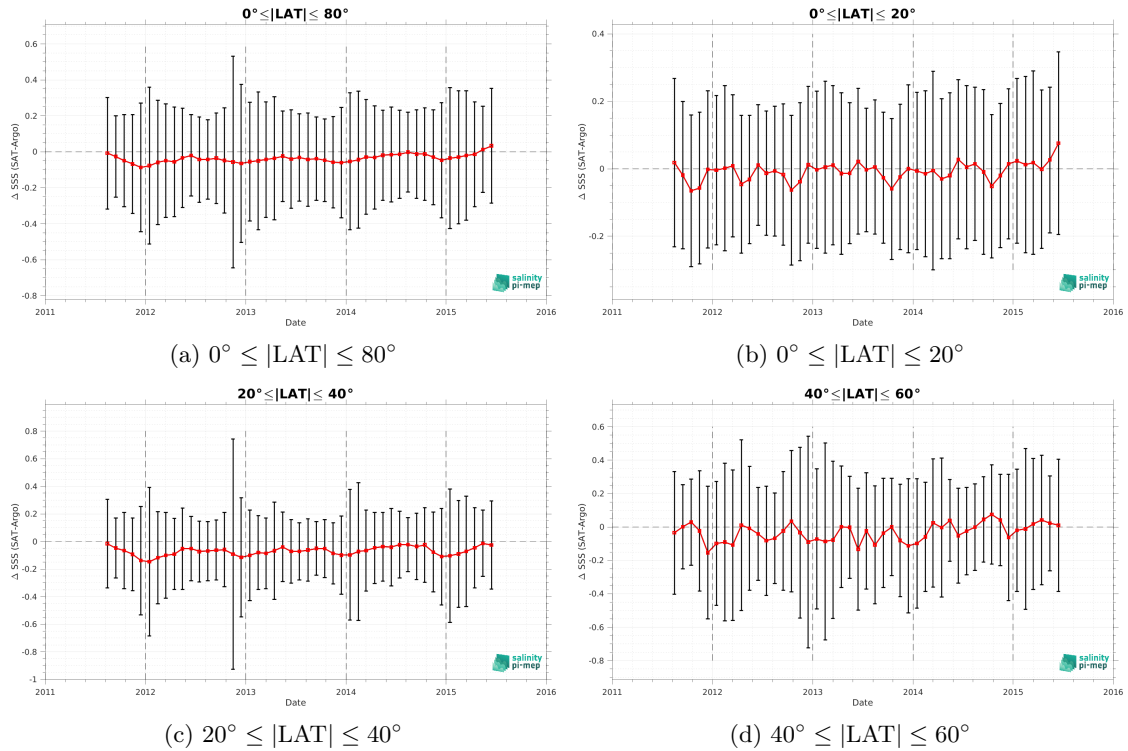 0°≤|LAT|≤ 80°
Δ SSS (SAT-Argo)
0.6
0.4
0.2
0
-0.2
-0.4
-0.6
-0.8
2011
2012
2013
2014
2015
2016
Date
salinity
pi-mep
(a) 0° ≤ |LAT| ≤ 80°
0°≤|LAT|≤ 20°
Δ SSS (SAT-Argo)
0.4
0.2
0
-0.2
2011
2012
2013
2014
2015
2016
Date
salinity
pi-mep
(b) 0° ≤ |LAT| ≤ 20°
20°≤|LAT|≤ 40°
Δ SSS (SAT-Argo)
0.8
0.6
0.4
0.2
0
-0.2
-0.4
-0.6
-0.8
-1
2011
2012
2013
2014
2015
2016
Date
salinity
pi-mep
(c) 20° ≤ |LAT| ≤ 40°
40°≤|LAT|≤ 60°
Δ SSS (SAT-Argo)
0.6
0.4
0.2
0
-0.2
-0.4
-0.6
-0.8
2011
2012
2013
2014
2015
2016
Date
salinity
pi-mep
(d) 40° ≤ |LAT| ≤ 60°